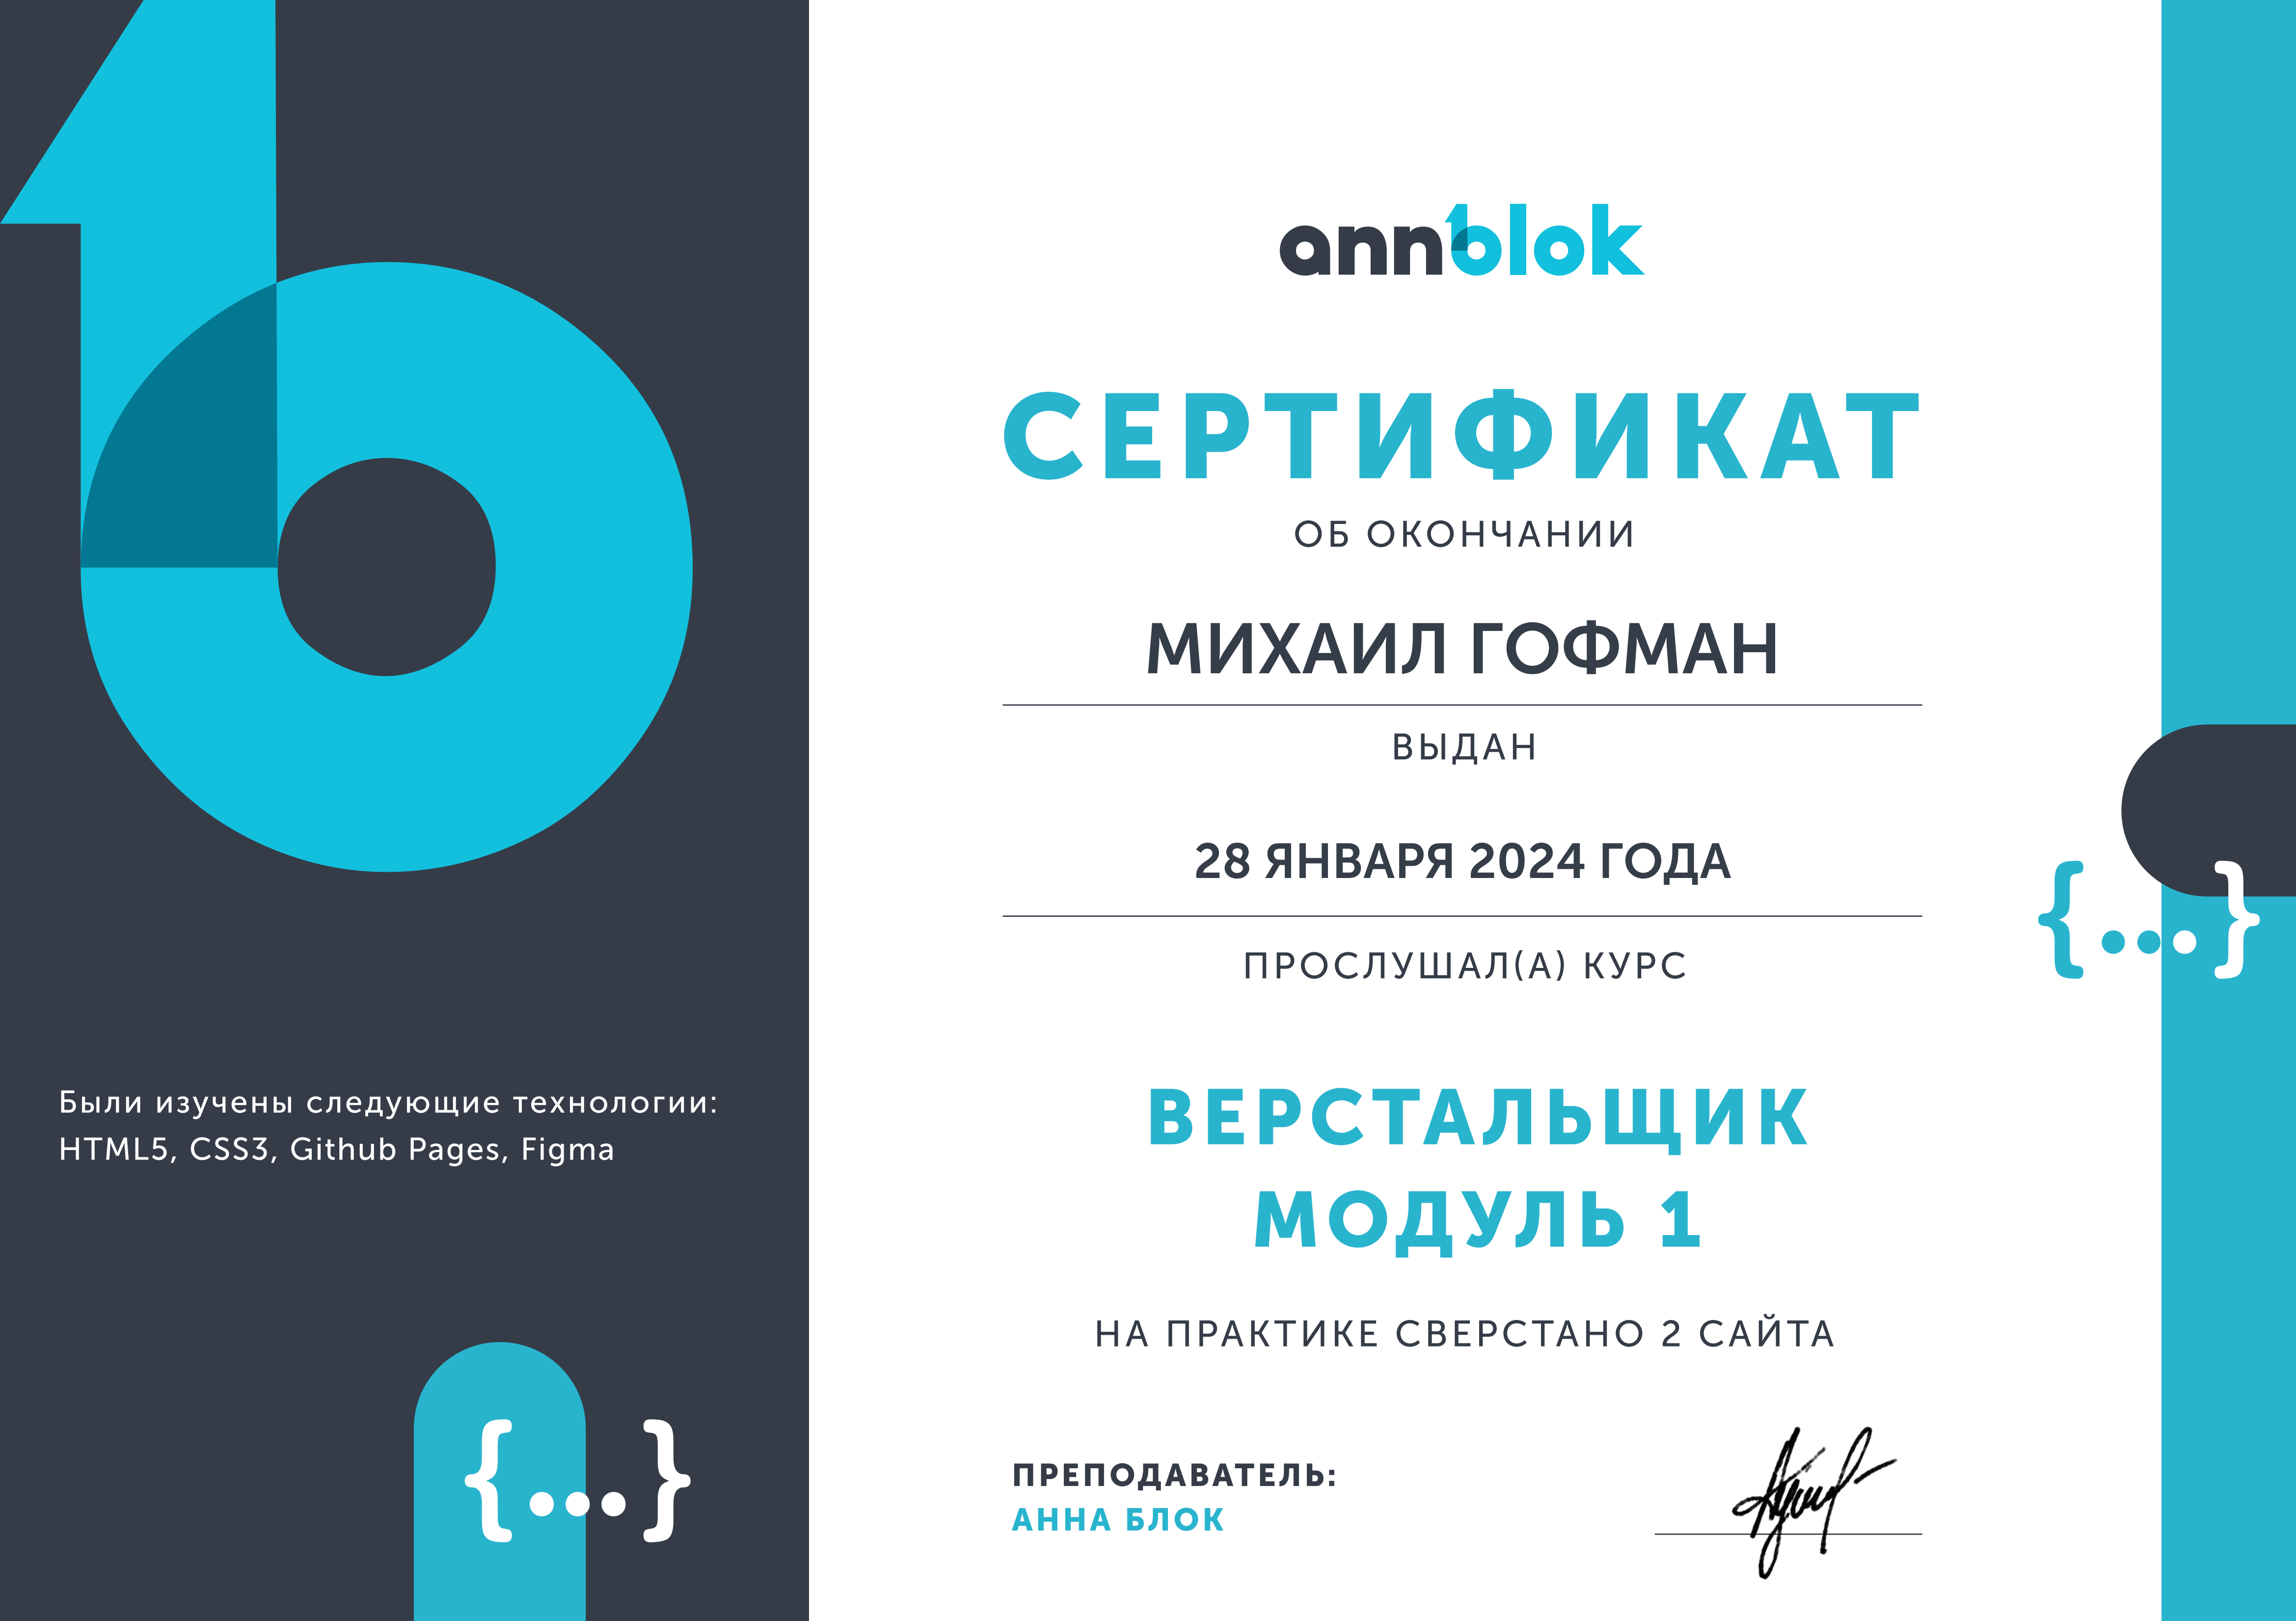 annblok
СЕРТИФИКАТ
ОБ ОКОНЧАНИИ
МИХАИЛ ГОФМАН
ВЫДАН
28 ЯНВАРЯ 2024 ГОДА
ПРОСЛУШАЛ(А) КУРС
ВЕРСТАЛЬЩИК
МОДУЛЬ 1
НА ПРАКТИКЕ СВЕРСТАНО 2 САЙТА
ПРЕПОДАВАТЕЛЬ:
АННА БЛОК
Были изучены следующие технологии:
HTML5, CSS3, Github Pages, Figma
{...}
{...}